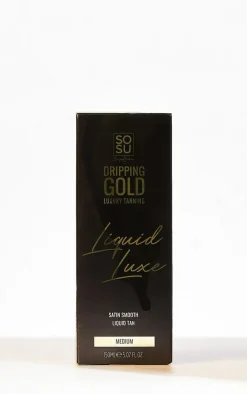 SO
SU
DRIPPING
GOLD
LUXURY TANNING
Liquid
Luxe
SATIN SMOOTH
LIQUID TAN
MEDIUM
150ML℮ 5.07 FL.OZ